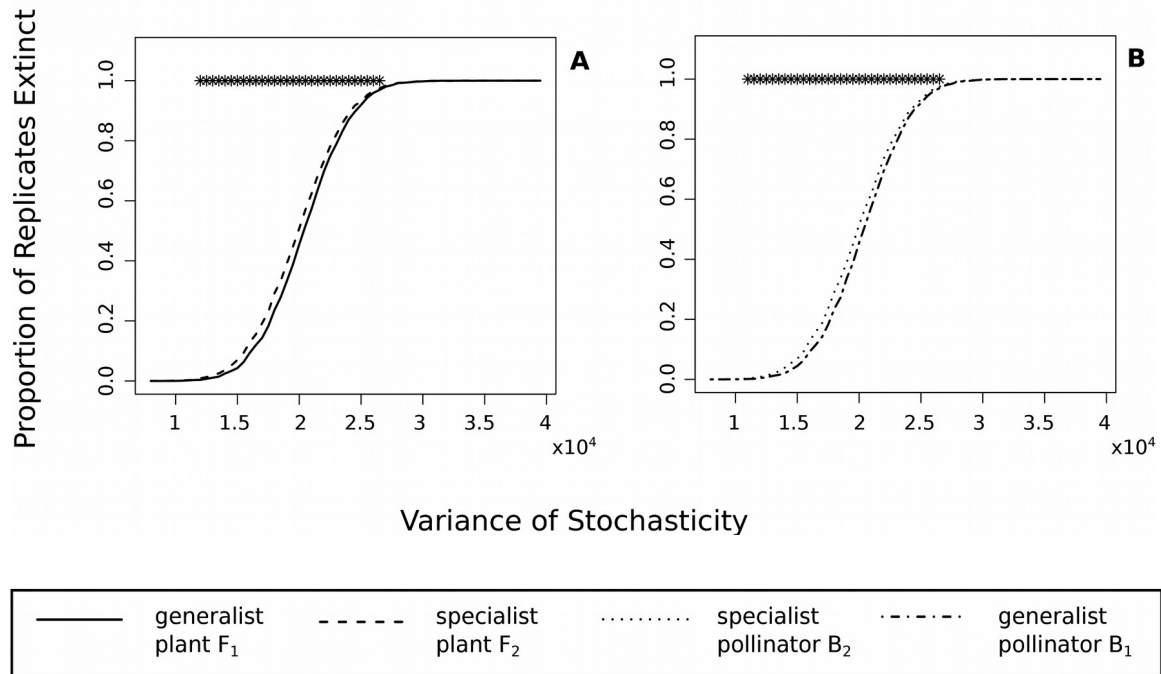 Proportion of Replicates Extinct
A
0.0 0.2 0.4 0.6 0.8 1.0
1 1.5 2 2.5 3 3.5 4
x10⁴
B
0.0 0.2 0.4 0.6 0.8 1.0
1 1.5 2 2.5 3 3.5 4
x10⁴
Variance of Stochasticity
generalist
plant F₁
specialist
plant F₂
specialist
pollinator B₂
generalist
pollinator B₁